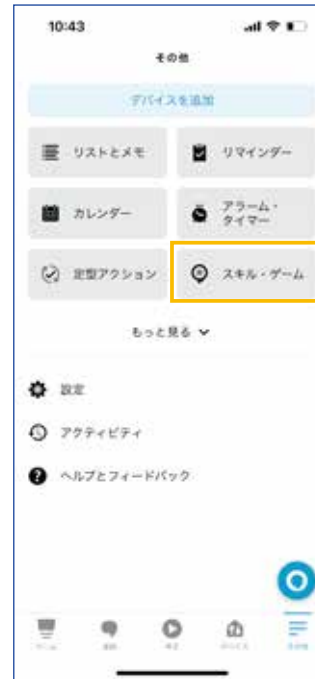 10:43
その他
デバイスを追加
リストとメモ
リマインダー
カレンダー
アラーム・
タイマー
定型アクション
スキル・ゲーム
もっと見る
設定
アクティビティ
ヘルプとフィードバック
その他